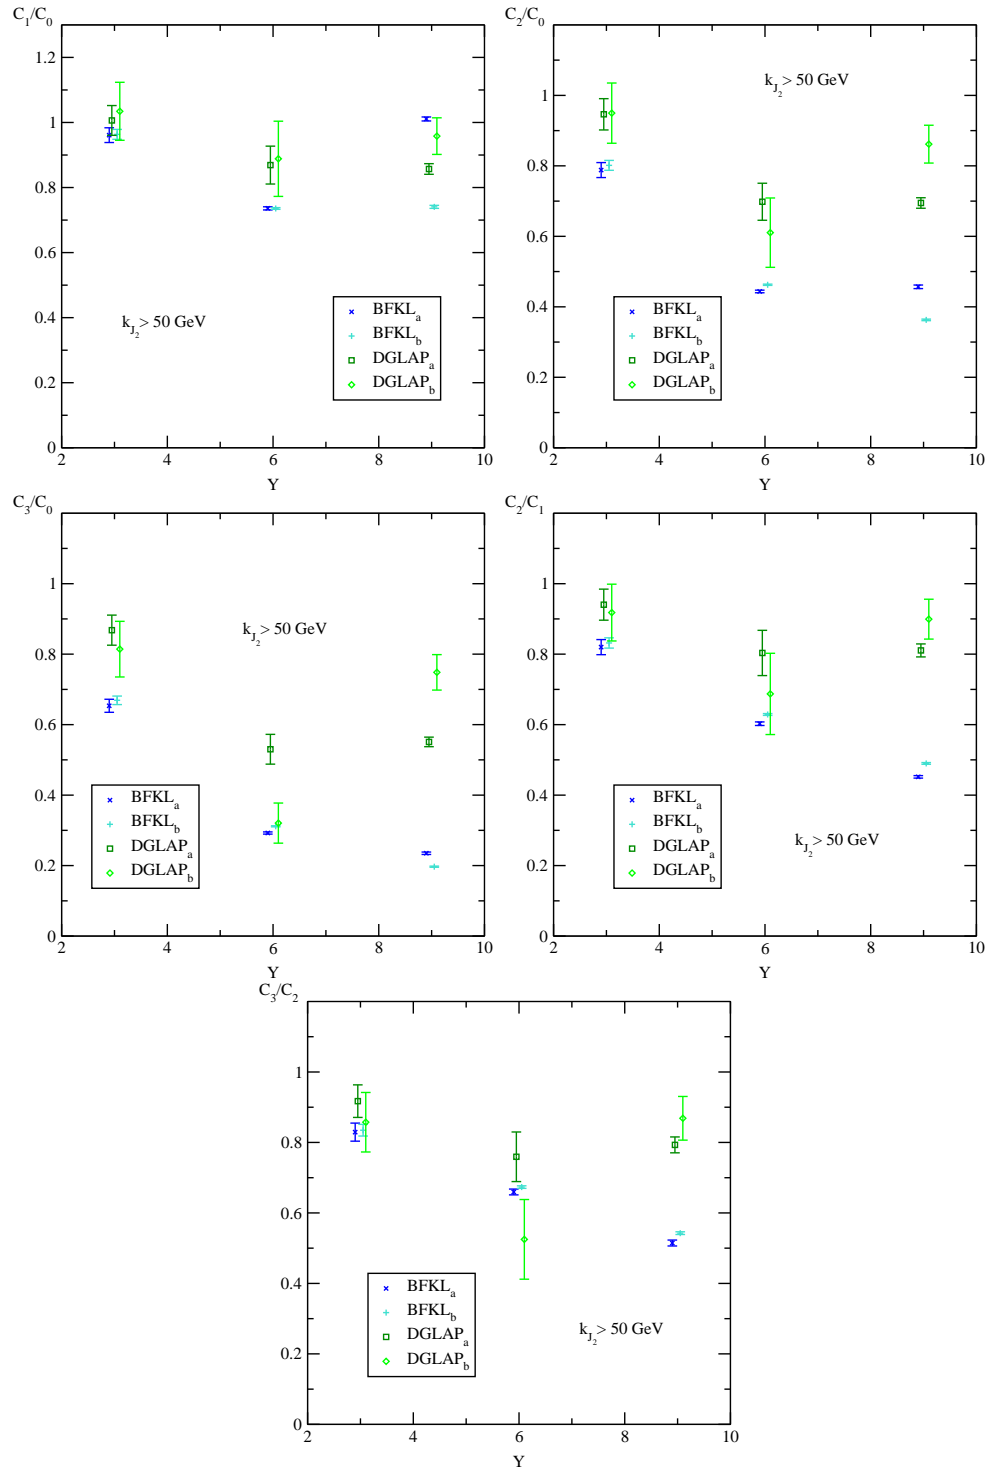 C1/C0
1.2
1
0.8
0.6
0.4
0.2
0
2 4 6 8 10
Y
kJ2 > 50 GeV
BFKLa
BFKLb
DGLAPa
DGLAPb
C2/C0
1
0.8
0.6
0.4
0.2
0
2 4 6 8 10
Y
kJ2 > 50 GeV
BFKLa
BFKLb
DGLAPa
DGLAPb
C3/C0
1
0.8
0.6
0.4
0.2
0
2 4 6 8 10
Y
kJ2 > 50 GeV
BFKLa
BFKLb
DGLAPa
DGLAPb
C2/C1
1
0.8
0.6
0.4
0.2
0
2 4 6 8 10
Y
kJ2 > 50 GeV
BFKLa
BFKLb
DGLAPa
DGLAPb
C3/C2
1
0.8
0.6
0.4
0.2
0
2 4 6 8 10
Y
kJ2 > 50 GeV
BFKLa
BFKLb
DGLAPa
DGLAPb